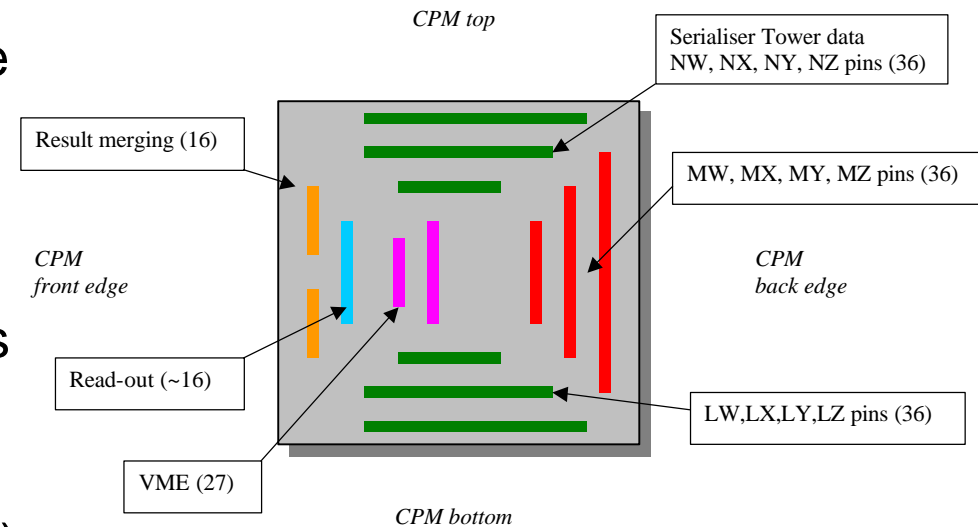 CPM top
e
Serialiser Tower data
NW, NX, NY, NZ pins (36)
Result merging (16)
MW, MX, MY, MZ pins (36)
CPM
front edge
CPM
back edge
s
Read-out (~16)
LW,LX,LY,LZ pins (36)
VME (27)
CPM bottom
)